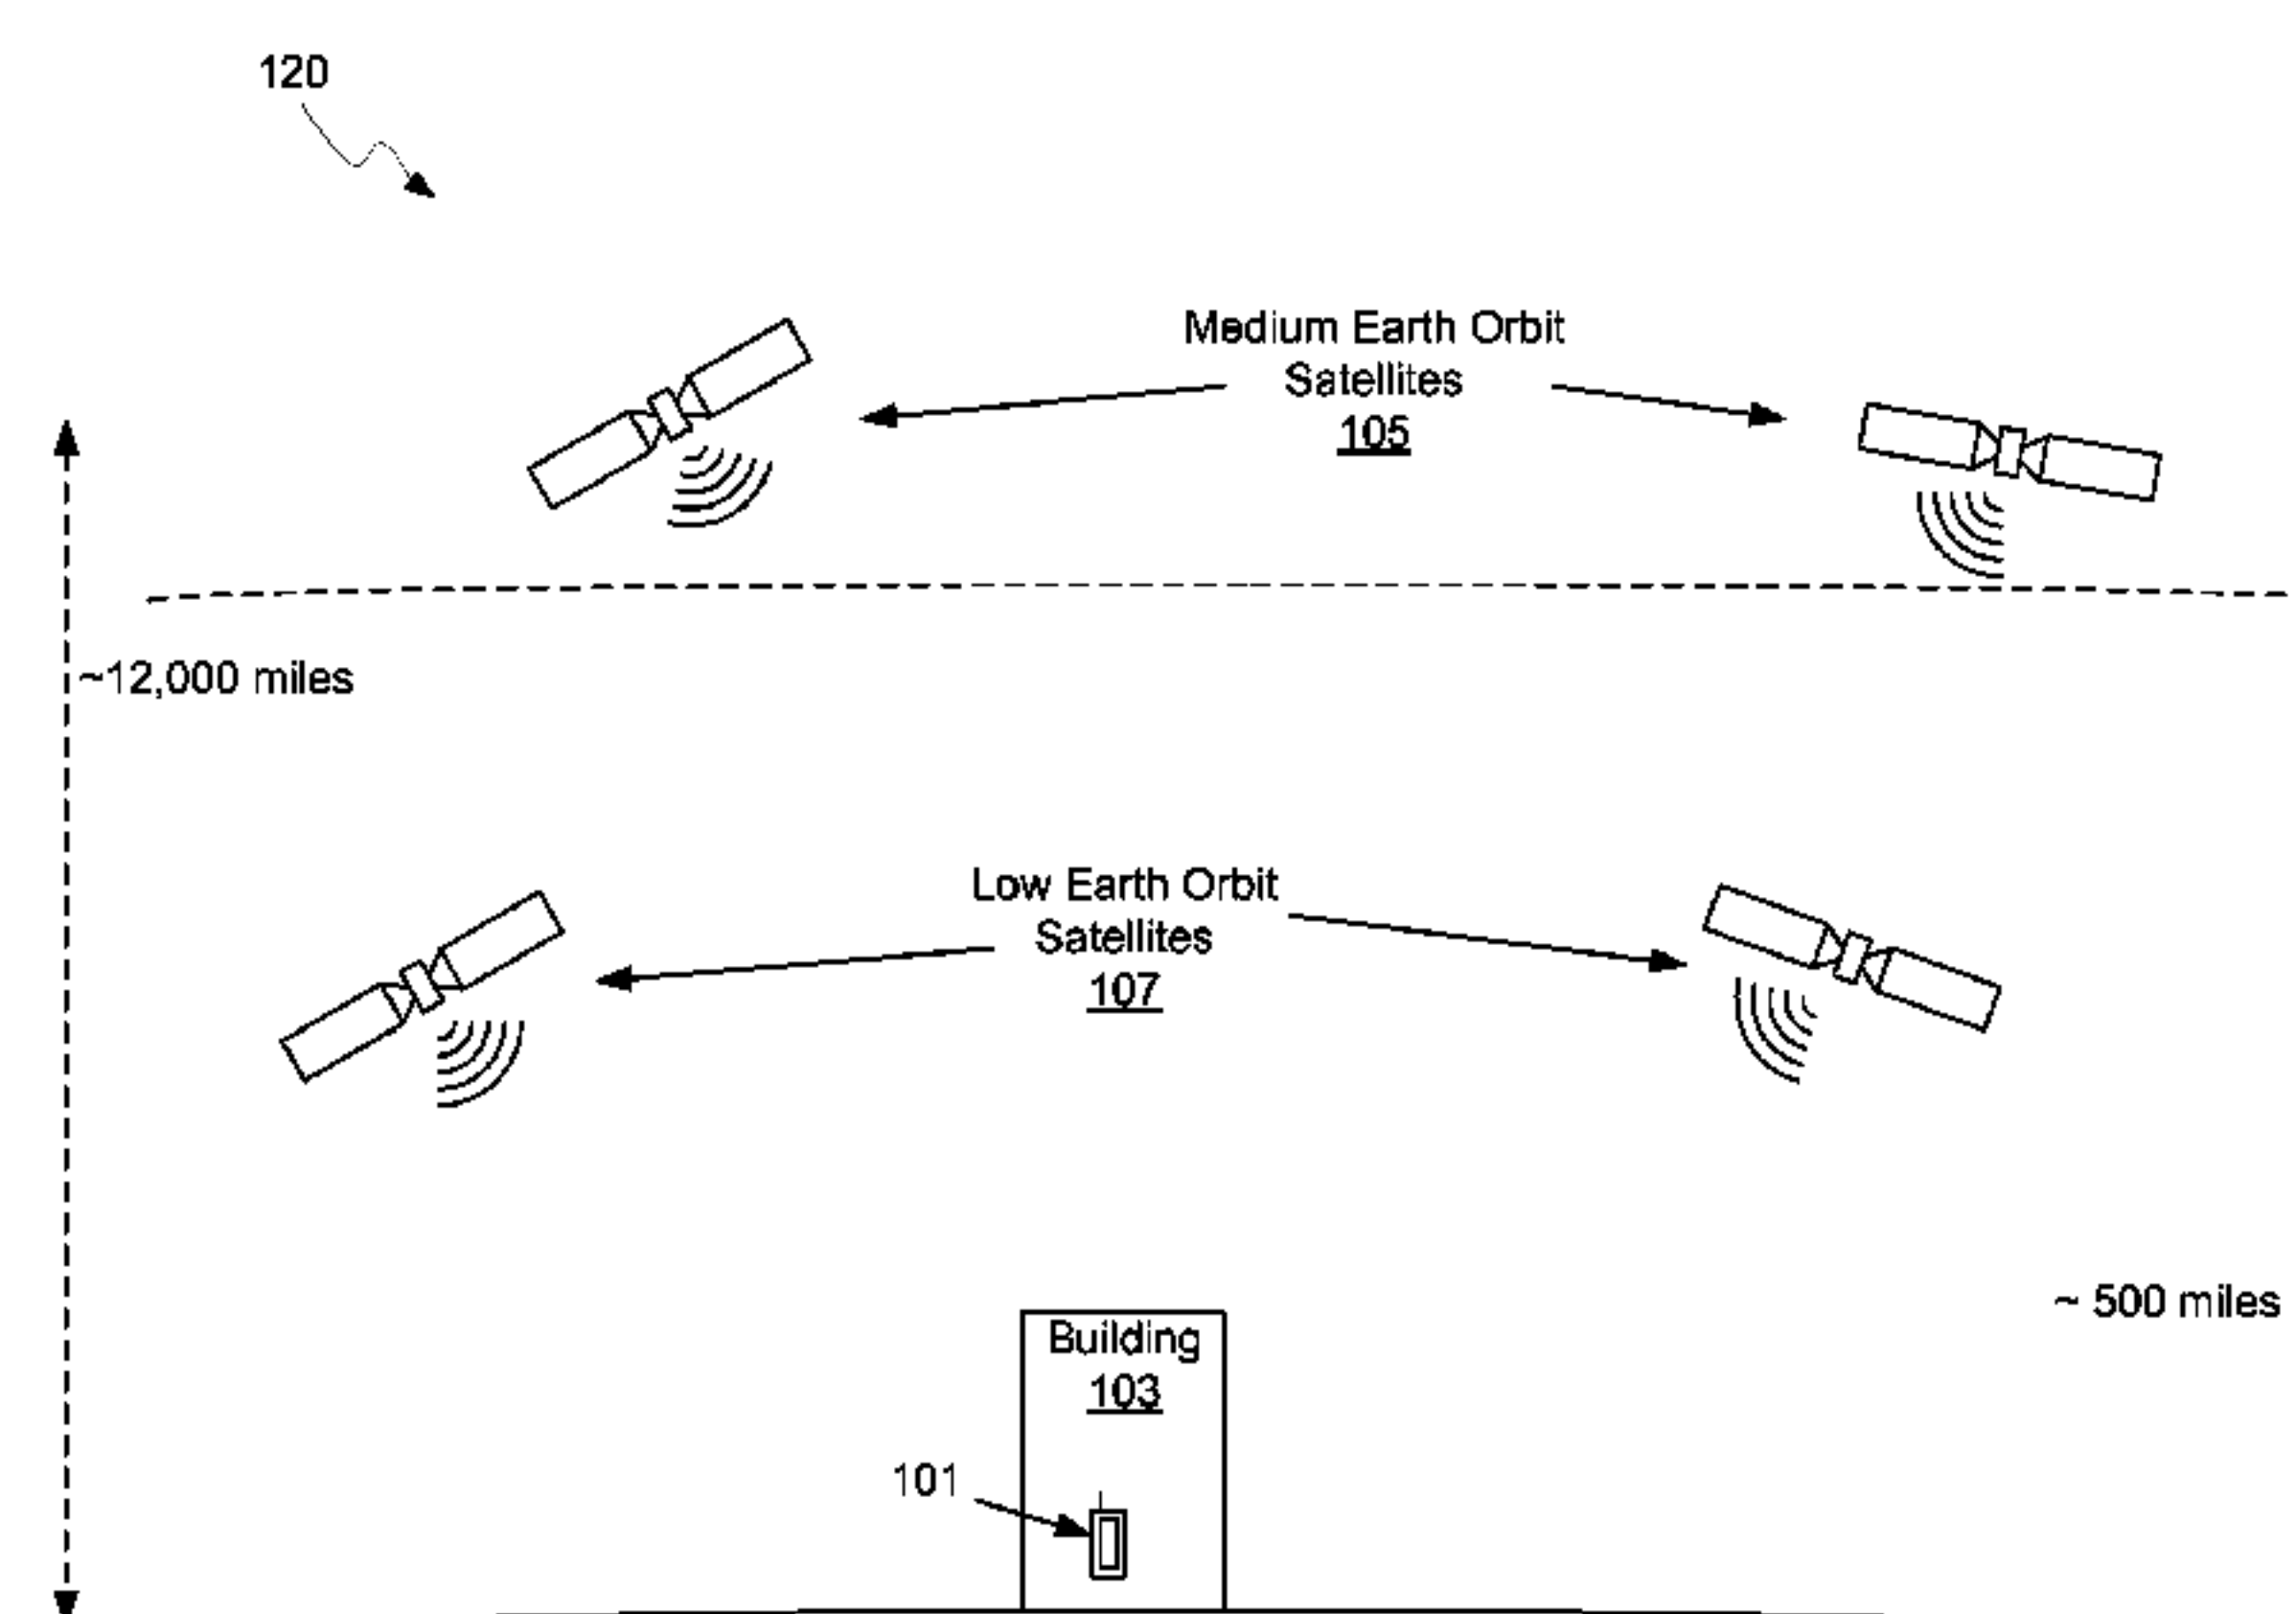 120
Medium Earth Orbit
Satellites
105
~12,000 miles
Low Earth Orbit
Satellites
107
~ 500 miles
Building
103
101